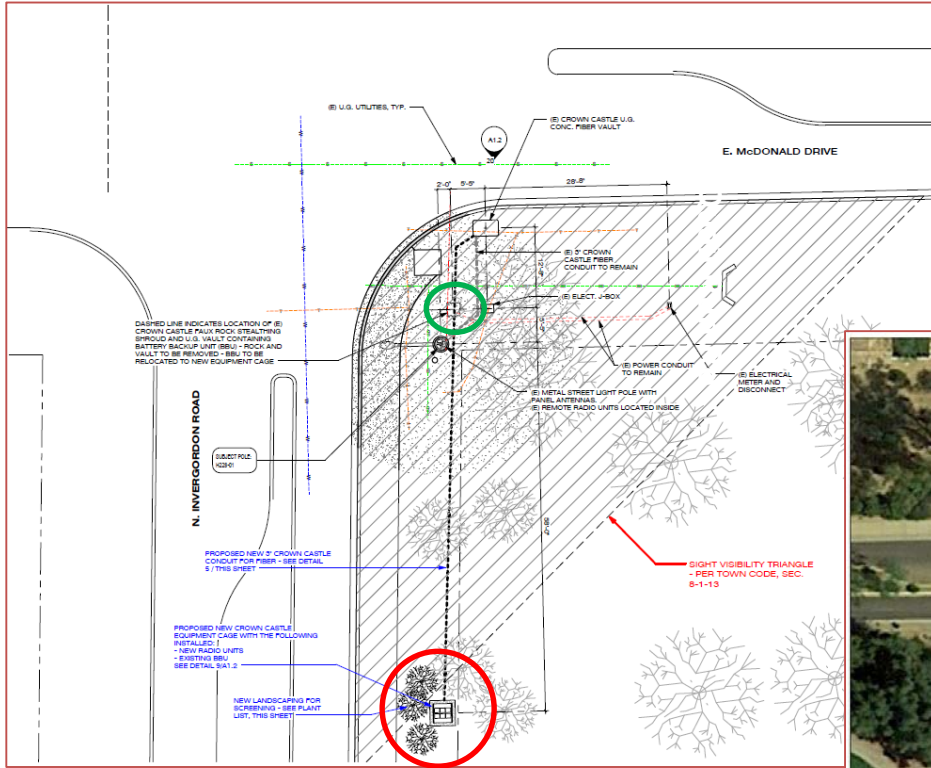 (E) U.G. UTILITIES, TYP.
(E) CROWN CASTLE U.G.
CONC. FIBER VAULT
A1.2
20'
E. McDONALD DRIVE
2'-0"
5'-6"
28'-8"
(E) 3" CROWN
CASTLE FIBER
CONDUIT TO REMAIN
(E) ELECT. J-BOX
DASHED LINE INDICATES LOCATION OF (E)
CROWN CASTLE FAUX ROCK STEALTHING
SHROUD AND U.G. VAULT CONTAINING
BATTERY BACKUP UNIT (BBU) - ROCK AND
VAULT TO BE REMOVED - BBU TO BE
RELOCATED TO NEW EQUIPMENT CAGE
(E) POWER CONDUIT
TO REMAIN
(E) ELECTRICAL
METER AND
DISCONNECT
(E) METAL STREET LIGHT POLE WITH
PANEL ANTENNAS.
(E) REMOTE RADIO UNITS LOCATED INSIDE
N. INVERGORDON ROAD
SUBJECT POLE:
PROPOSED NEW 3" CROWN CASTLE
CONDUIT FOR FIBER - SEE DETAIL
5 / THIS SHEET
SIGHT VISIBILITY TRIANGLE
- PER TOWN CODE, SEC.
8-1-13
PROPOSED NEW CROWN CASTLE
EQUIPMENT CAGE WITH THE FOLLOWING
INSTALLED:
- NEW RADIO UNITS
- EXISTING BBU
SEE DETAIL 9/A1.2
NEW LANDSCAPING FOR
SCREENING - SEE PLANT
LIST, THIS SHEET